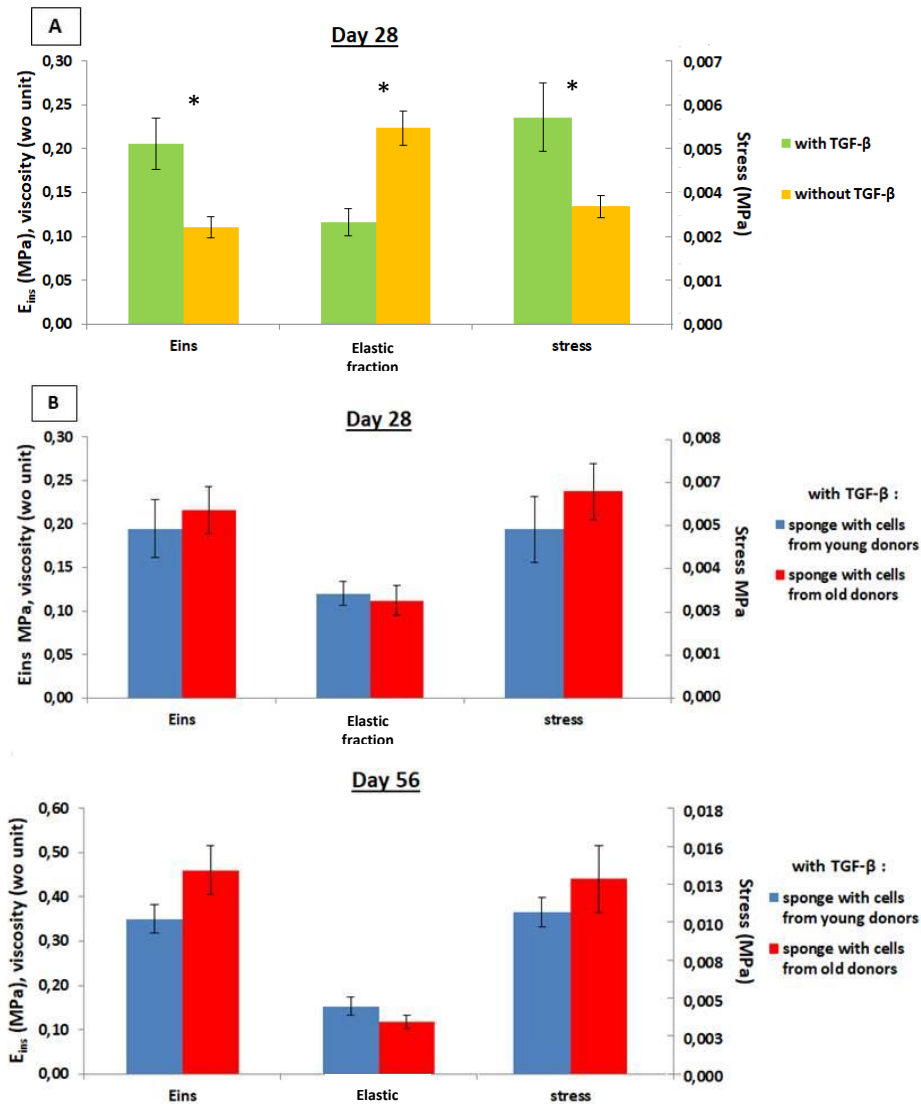 A
Day 28
E_ins (MPa), viscosity (wo unit)
0,30
0,25
0,20
0,15
0,10
0,05
0,00
*
*
*
Eins
Elastic
fraction
stress
0,007
0,006
0,005
0,004
0,002
0,001
0,000
Stress (MPa)
with TGF-β
without TGF-β
B
Day 28
Eins MPa, viscosity (wo unit)
0,30
0,25
0,20
0,15
0,10
0,05
0,00
Eins
Elastic
fraction
stress
0,008
0,007
0,005
0,004
0,003
0,001
0,000
Stress MPa
with TGF-β :
sponge with cells
from young donors
sponge with cells
from old donors
Day 56
E_ins (MPa), viscosity (wo unit)
0,60
0,50
0,40
0,30
0,20
0,10
0,00
Eins
Elastic
stress
0,018
0,016
0,013
0,010
0,008
0,005
0,003
0,000
Stress (MPa)
with TGF-β :
sponge with cells
from young donors
sponge with cells
from old donors